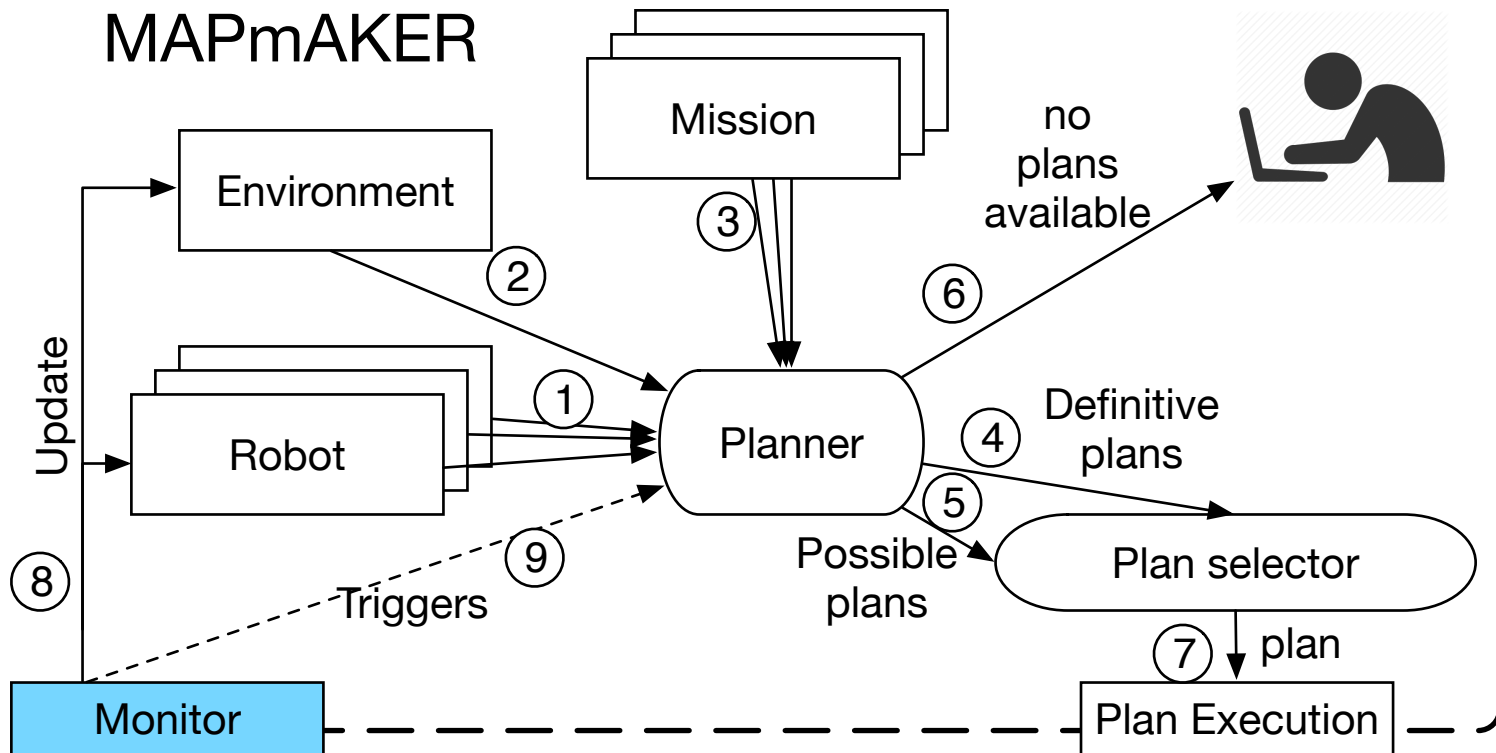 MAPmAKER
Mission
no
plans
available
Environment
3
2
6
Update
1
Robot
Planner
Definitive
plans
4
5
Possible
plans
9
Triggers
8
Plan selector
7
plan
Monitor
Plan Execution